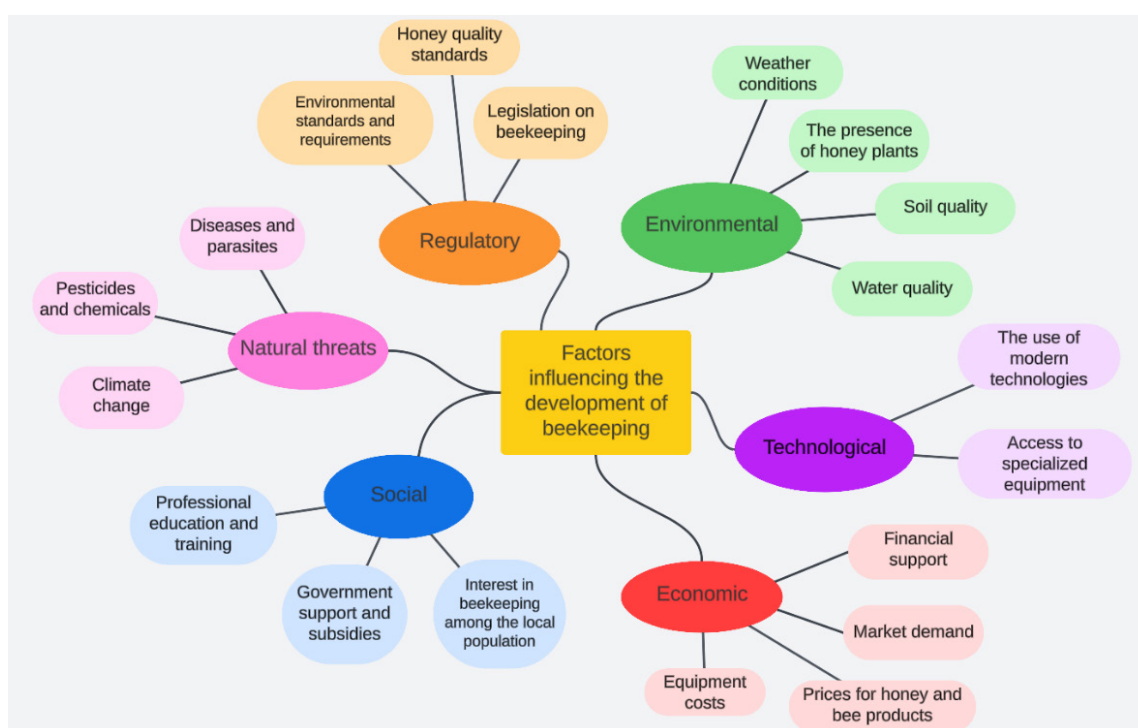 Honey quality
standards
Environmental
standards and
requirements
Legislation on
beekeeping
Regulatory
Weather
conditions
The presence
of honey plants
Soil quality
Water quality
Environmental
Diseases and
parasites
Pesticides
and chemicals
Climate
change
Natural threats
Factors
influencing the
development of
beekeeping
The use of
modern
technologies
Access to
specialized
equipment
Technological
Social
Professional
education and
training
Government
support and
subsidies
Interest in
beekeeping
among the local
population
Economic
Financial
support
Market demand
Prices for honey and
bee products
Equipment
costs